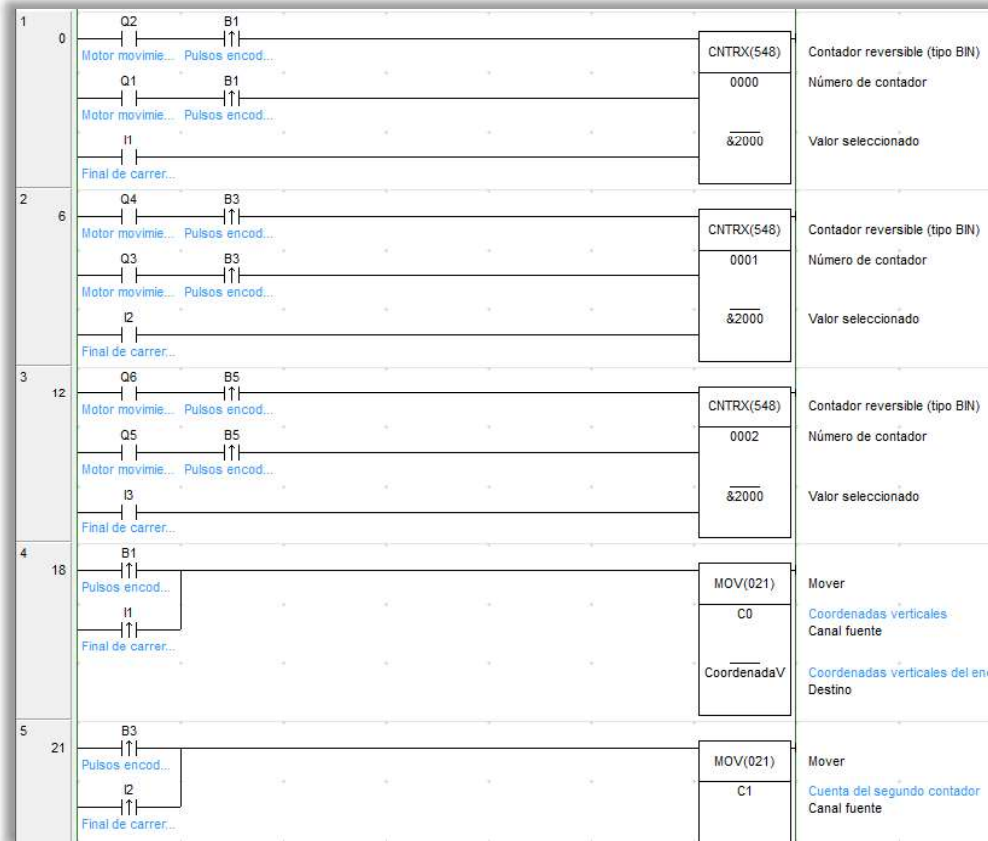 1
0
Q2 B1
Motor movimie... Pulsos encod...
CNTRX(548) Contador reversible (tipo BIN)
Q1 B1
0000 Número de contador
Motor movimie... Pulsos encod...
I1
&2000 Valor seleccionado
Final de carrer...
2
6
Q4 B3
Motor movimie... Pulsos encod...
CNTRX(548) Contador reversible (tipo BIN)
Q3 B3
0001 Número de contador
Motor movimie... Pulsos encod...
I2
&2000 Valor seleccionado
Final de carrer...
3
12
Q6 B5
Motor movimie... Pulsos encod...
CNTRX(548) Contador reversible (tipo BIN)
Q5 B5
0002 Número de contador
Motor movimie... Pulsos encod...
I3
&2000 Valor seleccionado
Final de carrer...
4
18
B1
Pulsos encod...
MOV(021) Mover
I1
C0 Coordenadas verticales
Canal fuente
Final de carrer...
CoordenadaV Coordenadas verticales del
Destino
5
21
B3
Pulsos encod...
MOV(021) Mover
I2
C1 Cuenta del segundo contador
Canal fuente
Final de carrer...